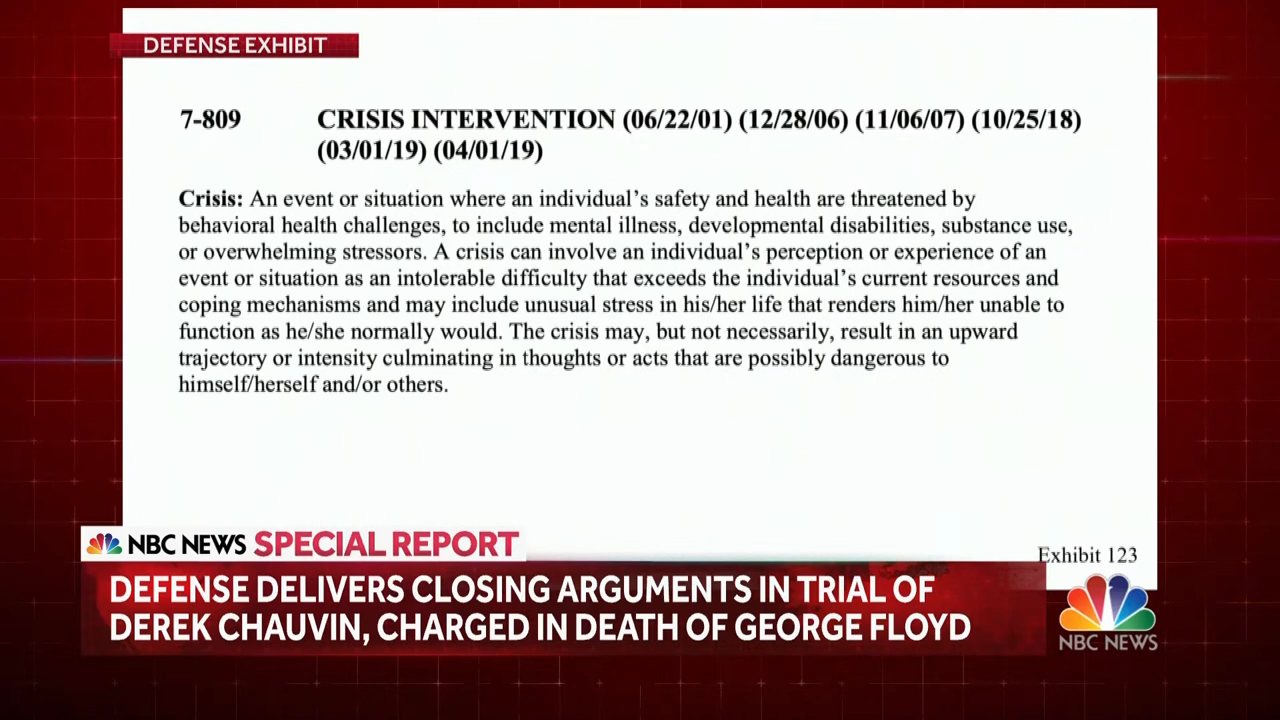 DEFENSE EXHIBIT
7-809 CRISIS INTERVENTION (06/22/01) (12/28/06) (11/06/07) (10/25/18)
(03/01/19) (04/01/19)
Crisis: An event or situation where an individual’s safety and health are threatened by
behavioral health challenges, to include mental illness, developmental disabilities, substance use,
or overwhelming stressors. A crisis can involve an individual’s perception or experience of an
event or situation as an intolerable difficulty that exceeds the individual’s current resources and
coping mechanisms and may include unusual stress in his/her life that renders him/her unable to
function as he/she normally would. The crisis may, but not necessarily, result in an upward
trajectory or intensity culminating in thoughts or acts that are possibly dangerous to
himself/herself and/or others.
Exhibit 123
NBC NEWS SPECIAL REPORT
DEFENSE DELIVERS CLOSING ARGUMENTS IN TRIAL OF
DEREK CHAUVIN, CHARGED IN DEATH OF GEORGE FLOYD
NBC NEWS